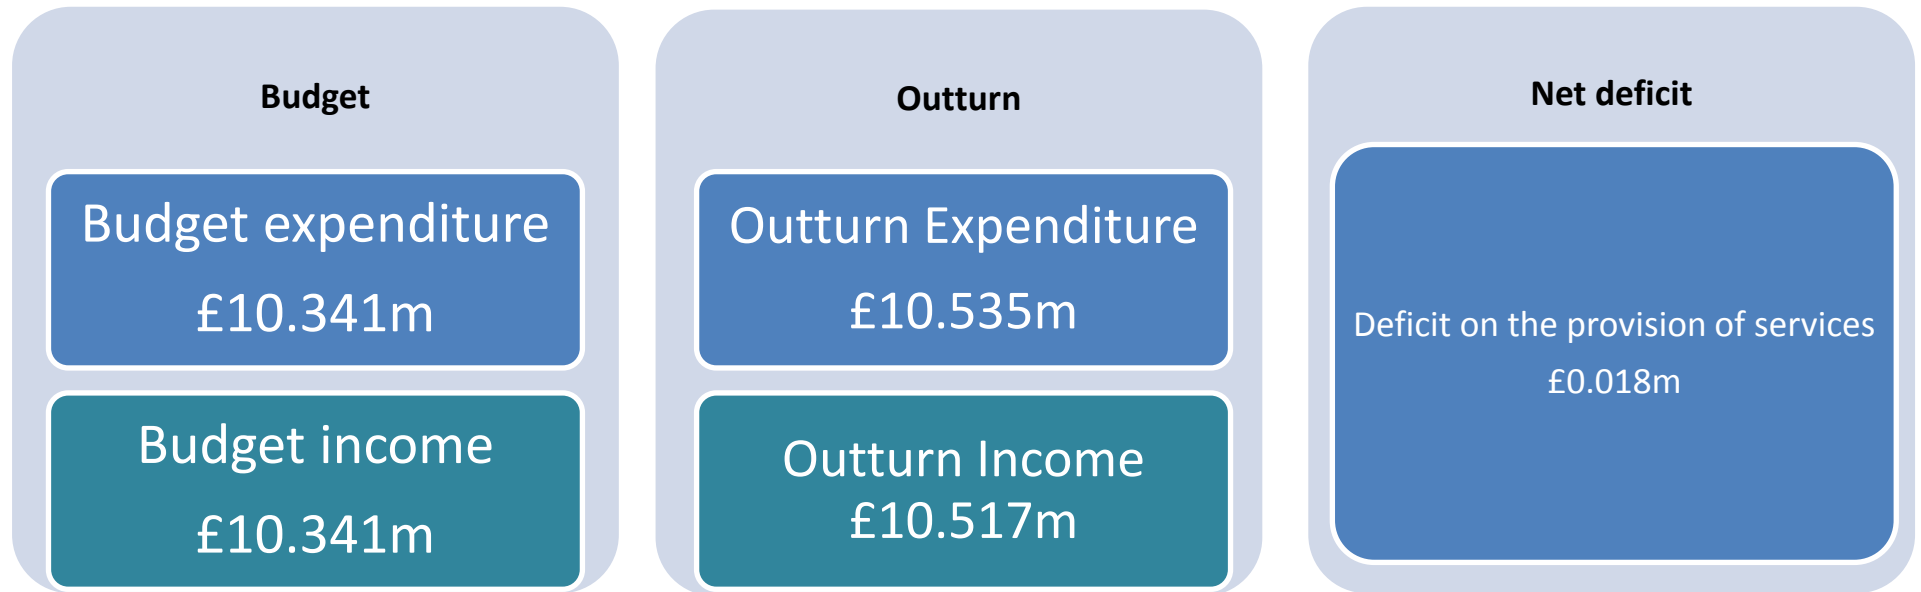 Budget
Budget expenditure
£10.341m
Budget income
£10.341m
Outturn
Outturn Expenditure
£10.535m
Outturn Income
£10.517m
Net deficit
Deficit on the provision of services
£0.018m